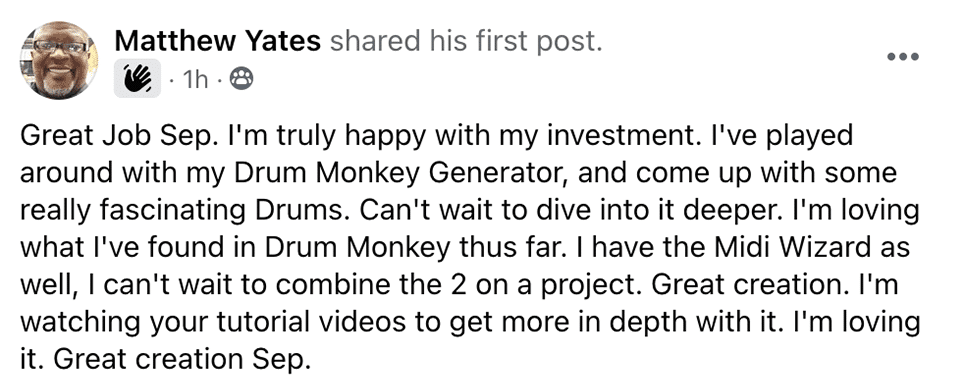 Matthew Yates shared his first post.
· 1h ·
Great Job Sep. I'm truly happy with my investment. I've played
around with my Drum Monkey Generator, and come up with some
really fascinating Drums. Can't wait to dive into it deeper. I'm loving
what I've found in Drum Monkey thus far. I have the Midi Wizard as
well, I can't wait to combine the 2 on a project. Great creation. I'm
watching your tutorial videos to get more in depth with it. I'm loving
it. Great creation Sep.